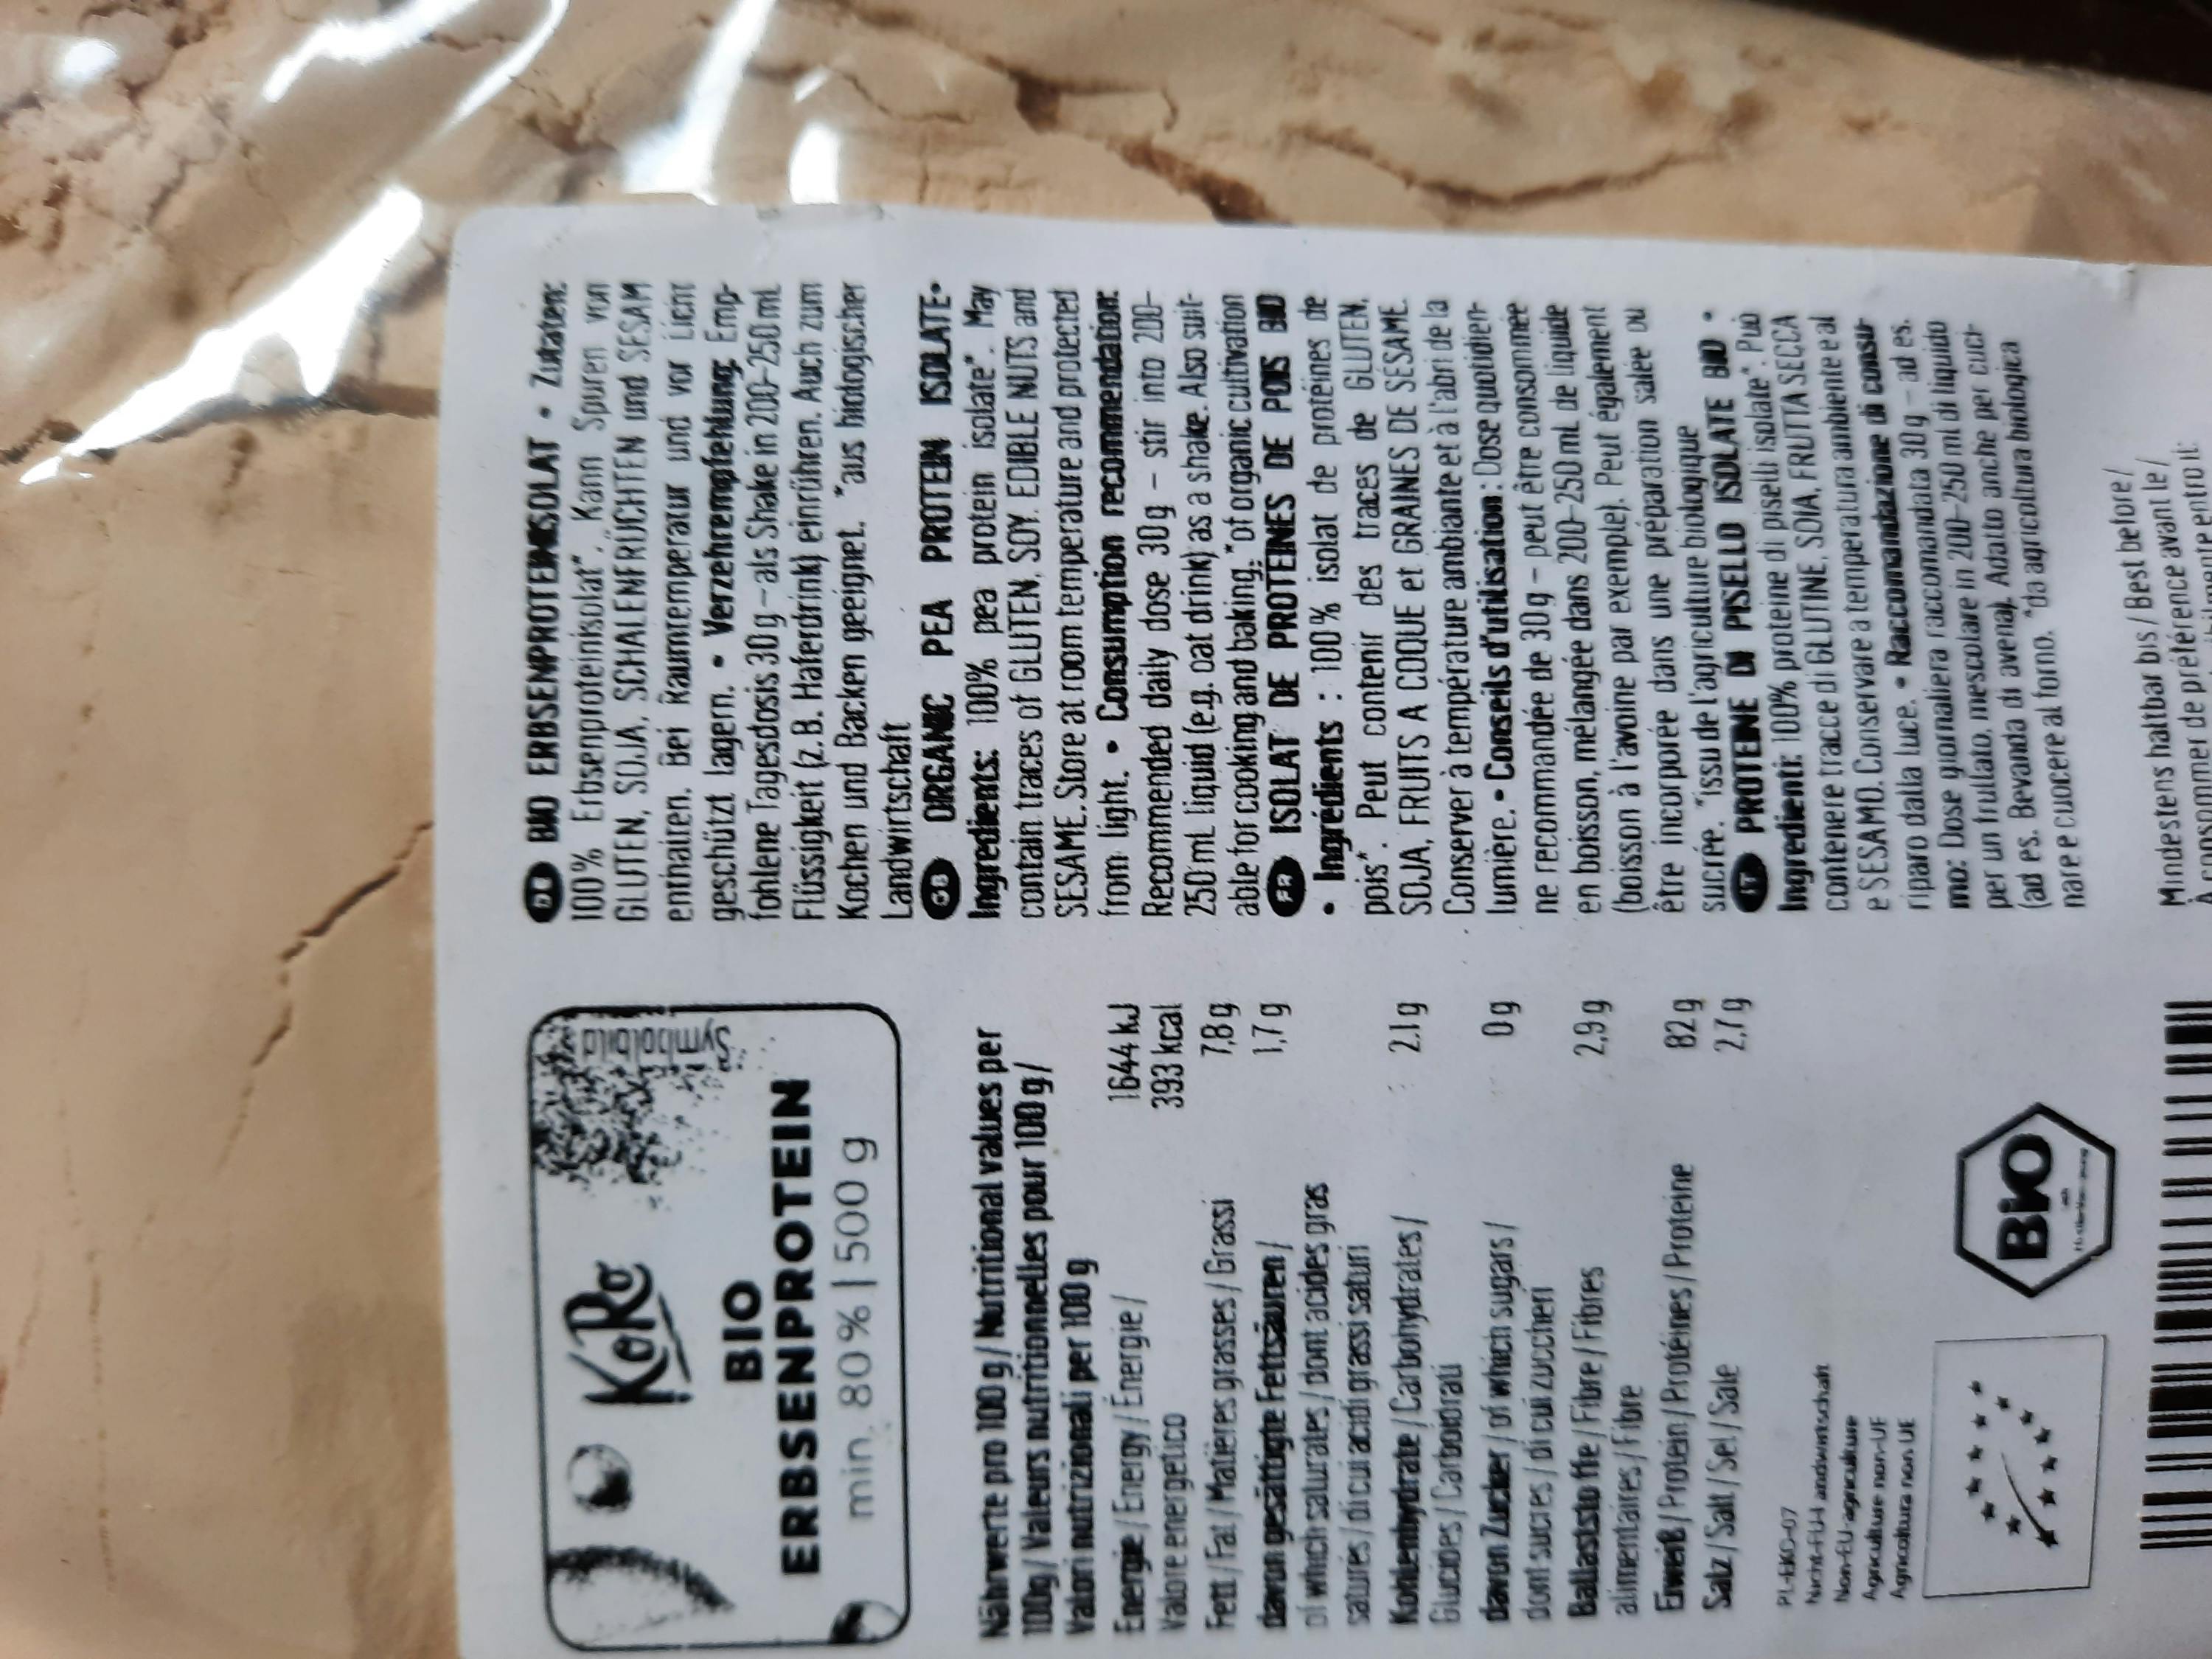 KoRo
Symbolbild
BIO
ERBSENPROTEIN
min. 80% | 500 g
Nährwerte pro 100 g / Nutritional values per
100g / Valeurs nutritionnelles pour 100 g /
Valori nutrizionali per 100 g
Energie / Energy / Énergie / 1644 kJ
Valore energetico 393 kcal
Fett / Fat / Matières grasses / Grassi 7,8 g
davon gesättigte Fettsäuren / 1,7 g
of which saturates / dont acides gras
saturés / di cui acidi grassi saturi
Kohlenhydrate / Carbohydrates / 2,1 g
Glucides / Carboidrati
davon Zucker / of which sugars / 0 g
dont sucres / di cui zuccheri
Ballaststoffe / Fibre / Fibres 2,9 g
alimentaires / Fibre
Eiweiß / Protein / Protéines / Proteine 82 g
Salz / Salt / Sel / Sale 2,7 g
PL-EKO-07
Nicht-EU-Landwirtschaft
Non-EU-agriculture
Agriculture non-UE
Agricoltura non UE
Bio
DE BIO ERBSENPROTEINISOLAT • Zutaten:
100% Erbsenproteinisolat*. Kann Spuren von
GLUTEN, SOJA, SCHALENFRÜCHTEN und SESAM
enthalten. Bei Raumtemperatur und vor Licht
geschützt lagern. • Verzehrempfehlung: Emp-
fohlene Tagesdosis 30 g – als Shake in 200-250 ml
Flüssigkeit (z. B. Haferdrink) einrühren. Auch zum
Kochen und Backen geeignet. *aus biologischer
Landwirtschaft
GB ORGANIC PEA PROTEIN ISOLATE •
Ingredients: 100% pea protein isolate*. May
contain traces of GLUTEN, SOY, EDIBLE NUTS and
SESAME. Store at room temperature and protected
from light. • Consumption recommendation:
Recommended daily dose 30 g – stir into 200-
250 mL liquid (e.g. oat drink) as a shake. Also suit-
able for cooking and baking. *of organic cultivation
FR ISOLAT DE PROTÉINES DE POIS BIO
• Ingrédients : 100% isolat de protéines de
pois*. Peut contenir des traces de GLUTEN,
SOJA, FRUITS A COQUE et GRAINES DE SÉSAME.
Conserver à température ambiante et à l'abri de la
lumière. • Conseils d'utilisation : Dose quotidien-
ne recommandée de 30 g – peut être consommée
en boisson, mélangée dans 200-250 mL de liquide
(boisson à l'avoine par exemple). Peut également
être incorporée dans une préparation salée ou
sucrée. *issu de l'agriculture biologique
IT PROTEINE DI PISELLO ISOLATE BIO •
Ingredienti: 100% proteine di piselli isolate*. Può
contenere tracce di GLUTINE, SOIA, FRUTTA SECCA
e SESAMO. Conservare a temperatura ambiente e al
riparo dalla luce. • Raccomandazione di consu-
mo: Dose giornaliera raccomandata 30 g – ad es.
per un frullato, mescolare in 200-250 ml di liquido
(ad es. Bevanda di avena). Adatto anche per cuci-
nare e cuocere al forno. *da agricoltura biologica
Mindestens haltbar bis / Best before /
À consommer de préférence avant le /